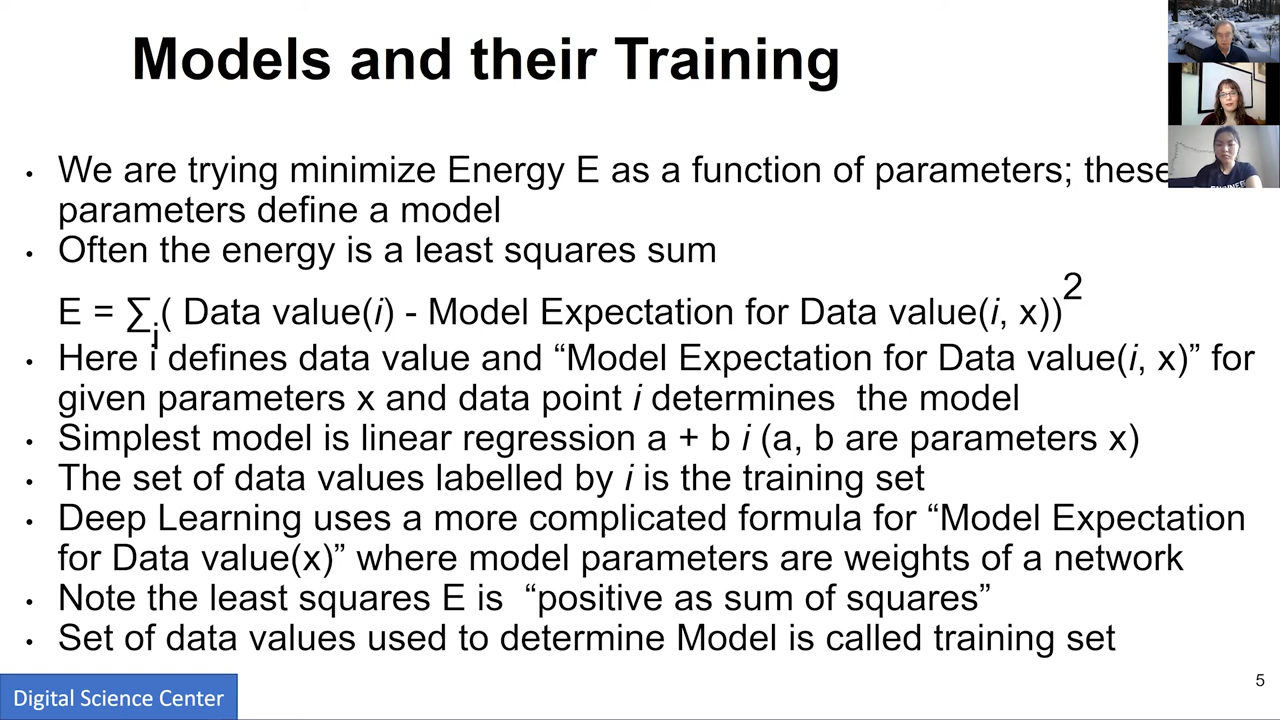 Models and their Training
• We are trying minimize Energy E as a function of parameters; these
parameters define a model
• Often the energy is a least squares sum
E = ∑i( Data value(i) - Model Expectation for Data value(i, x))2
• Here i defines data value and “Model Expectation for Data value(i, x)” for
given parameters x and data point i determines  the model
• Simplest model is linear regression a + b i (a, b are parameters x)
• The set of data values labelled by i is the training set
• Deep Learning uses a more complicated formula for “Model Expectation
for Data value(x)” where model parameters are weights of a network
• Note the least squares E is  “positive as sum of squares”
• Set of data values used to determine Model is called training set
Digital Science Center
5